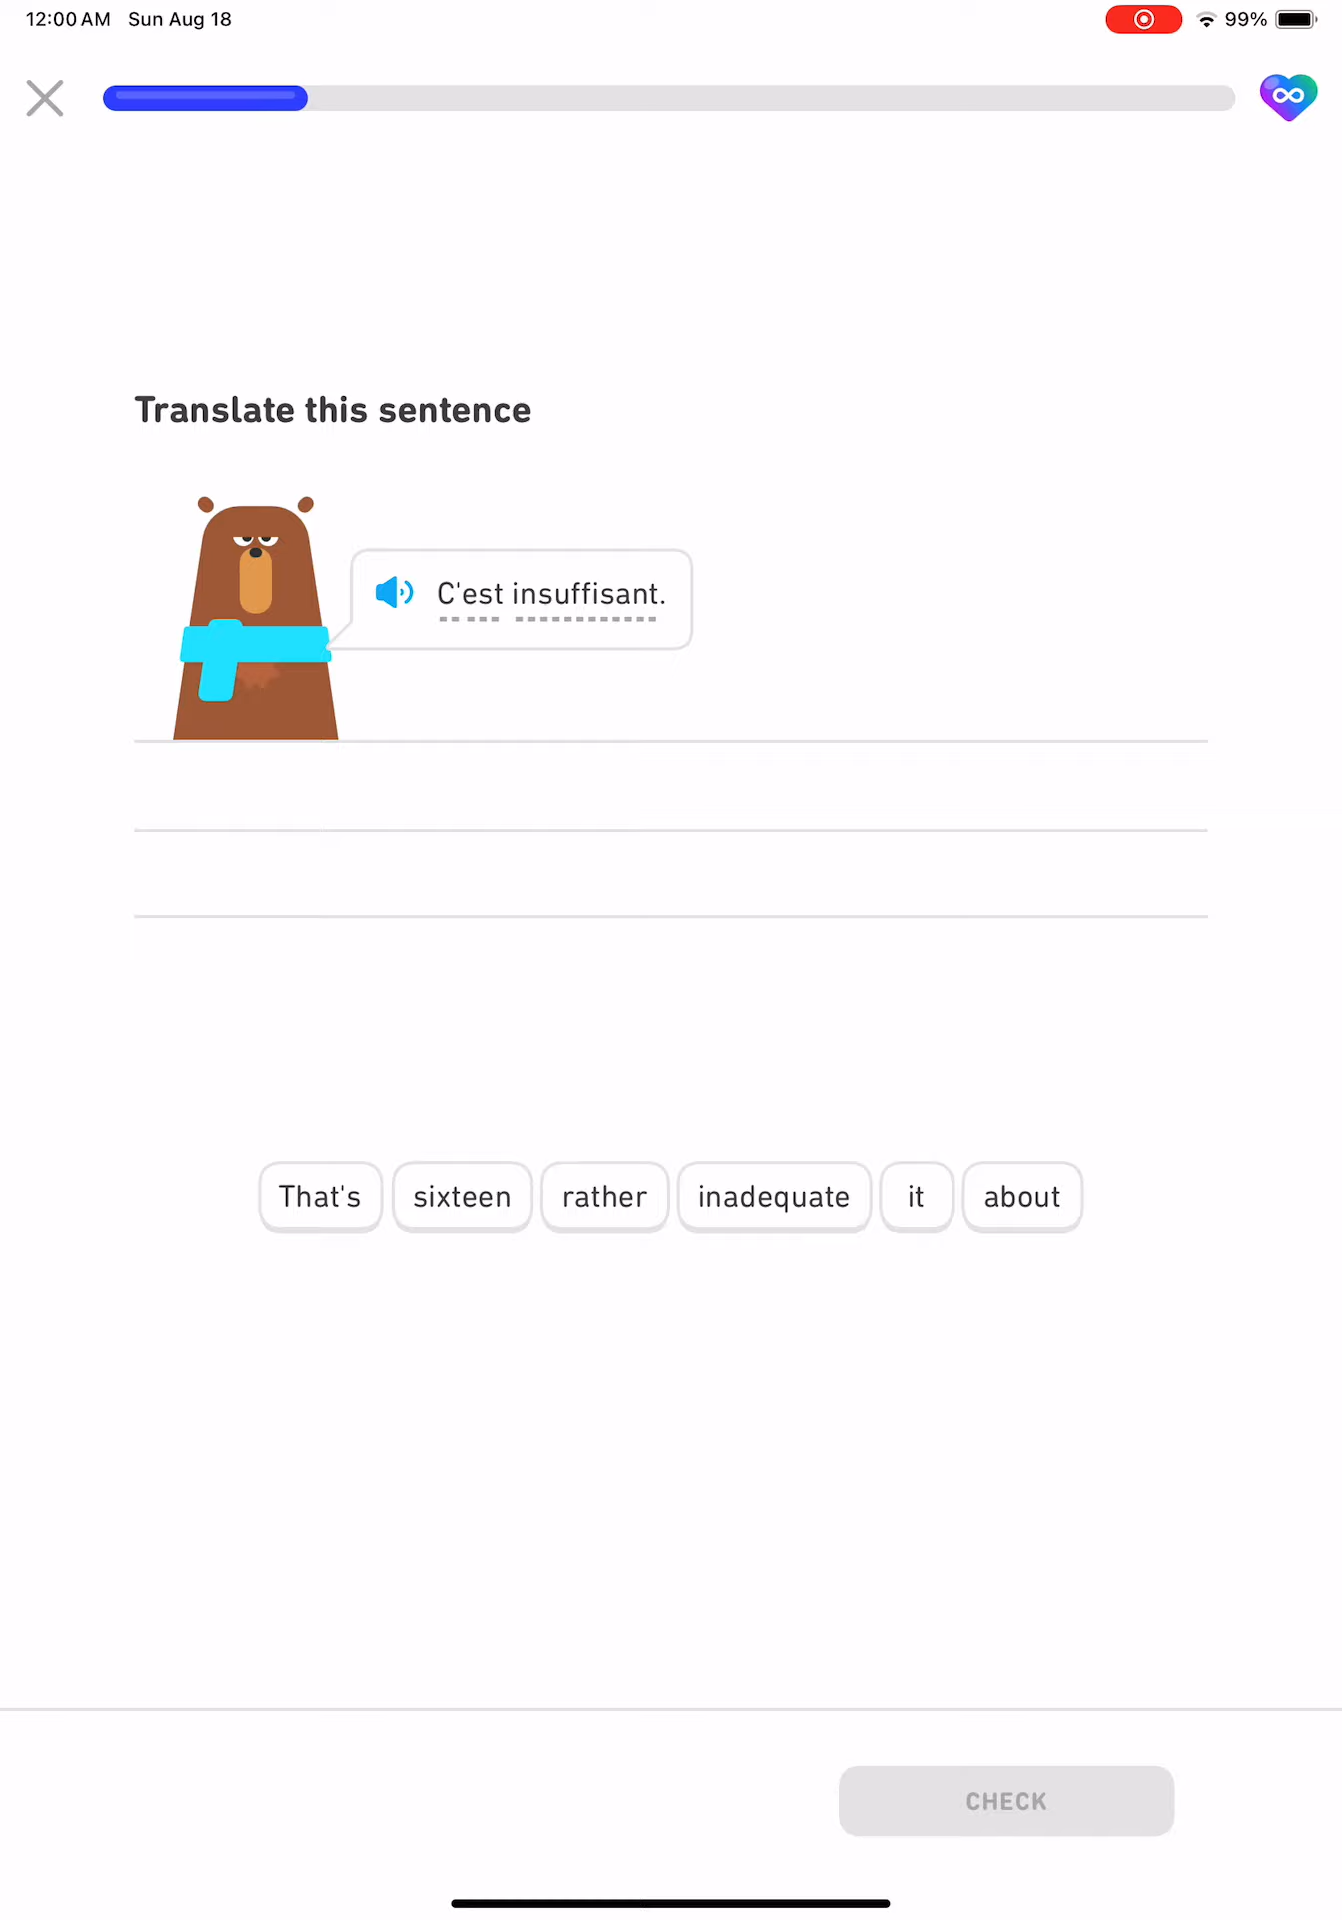 12:00 AM Sun Aug 18 99%
Translate this sentence
C'est insuffisant.
That's sixteen rather inadequate it about
CHECK